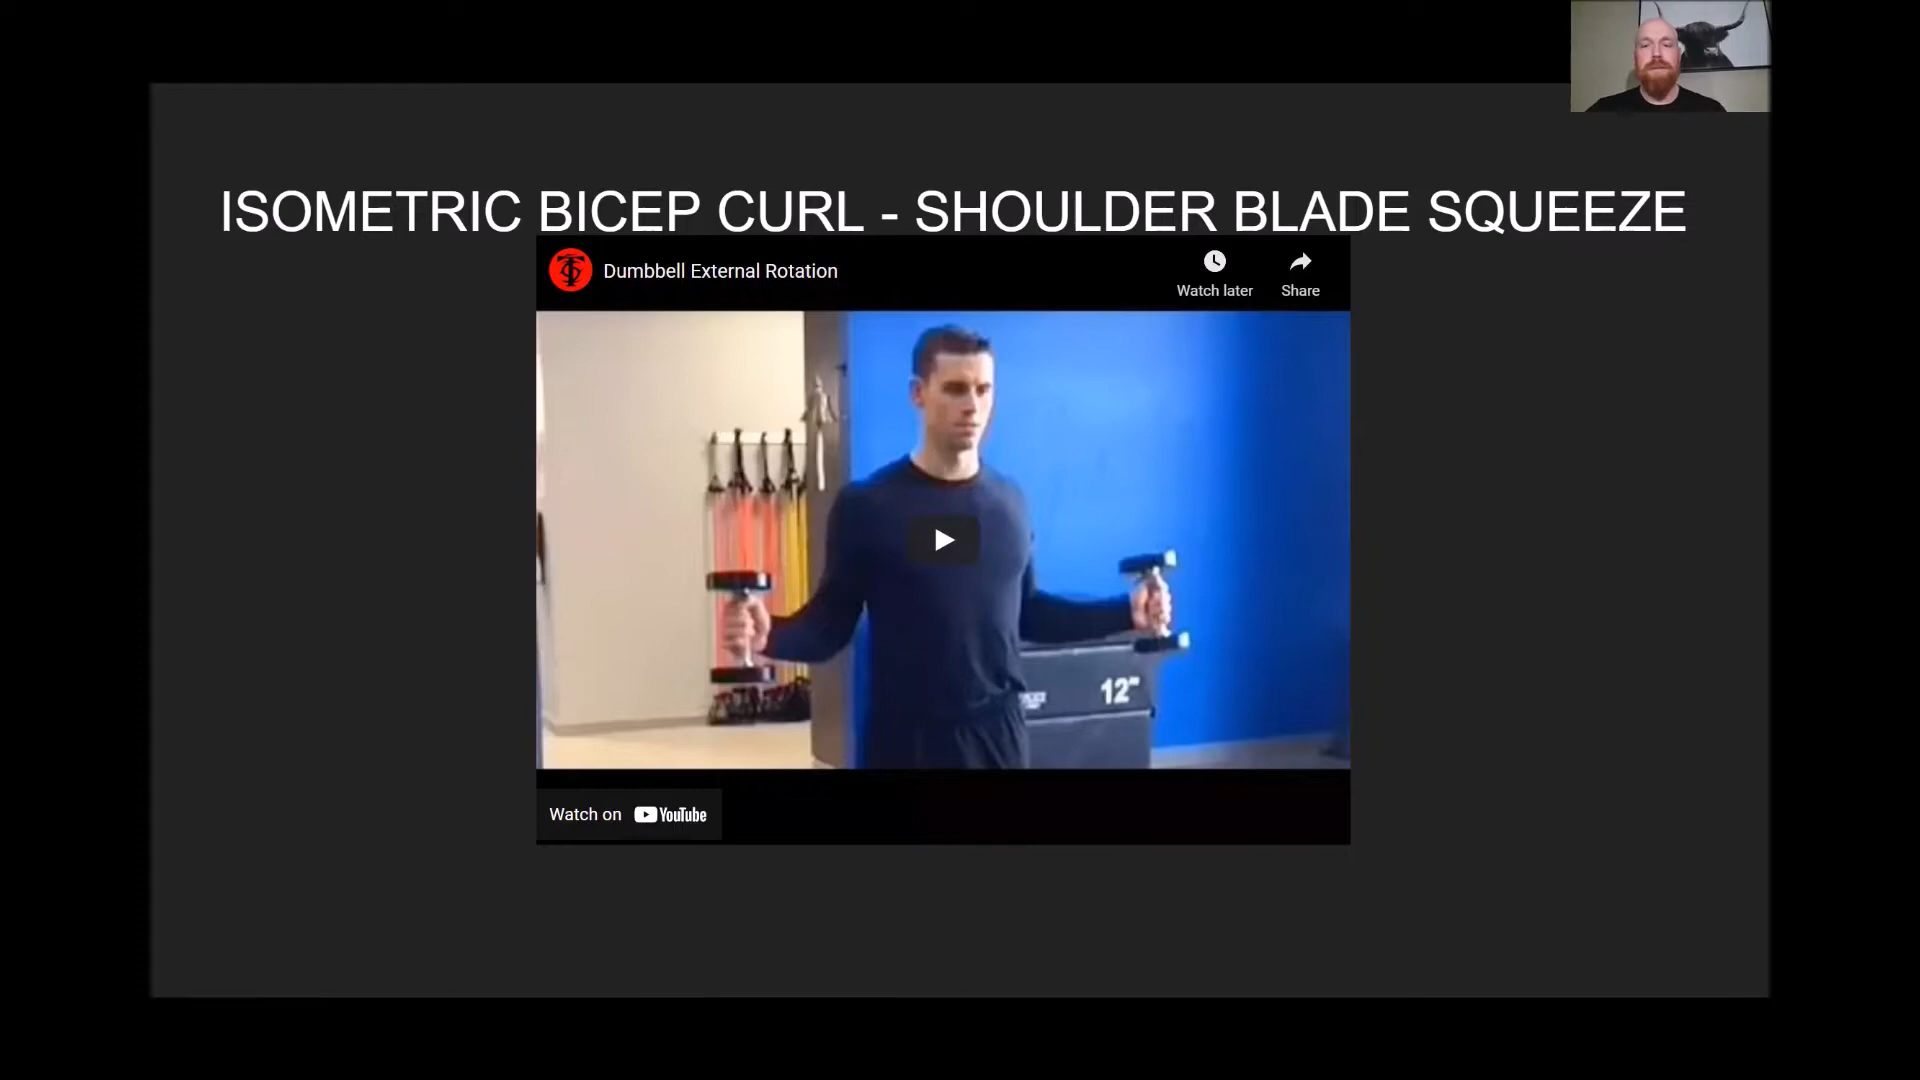 ISOMETRIC BICEP CURL - SHOULDER BLADE SQUEEZE
Dumbbell External Rotation
Watch later
Share
12"
Watch on YouTube